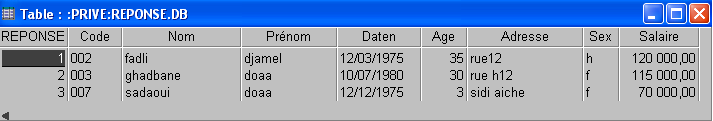 Table : :PRIVE:REPONSE.DB
REPONSE Code Nom Prénom Daten Age Adresse Sex Salaire
1 002 fadli djamel 12/03/1975 35 rue12 h 120 000,00
2 003 ghadbane doaa 10/07/1980 30 rue h12 f 115 000,00
3 007 sadaoui doaa 12/12/1975 3 sidi aiche f 70 000,00